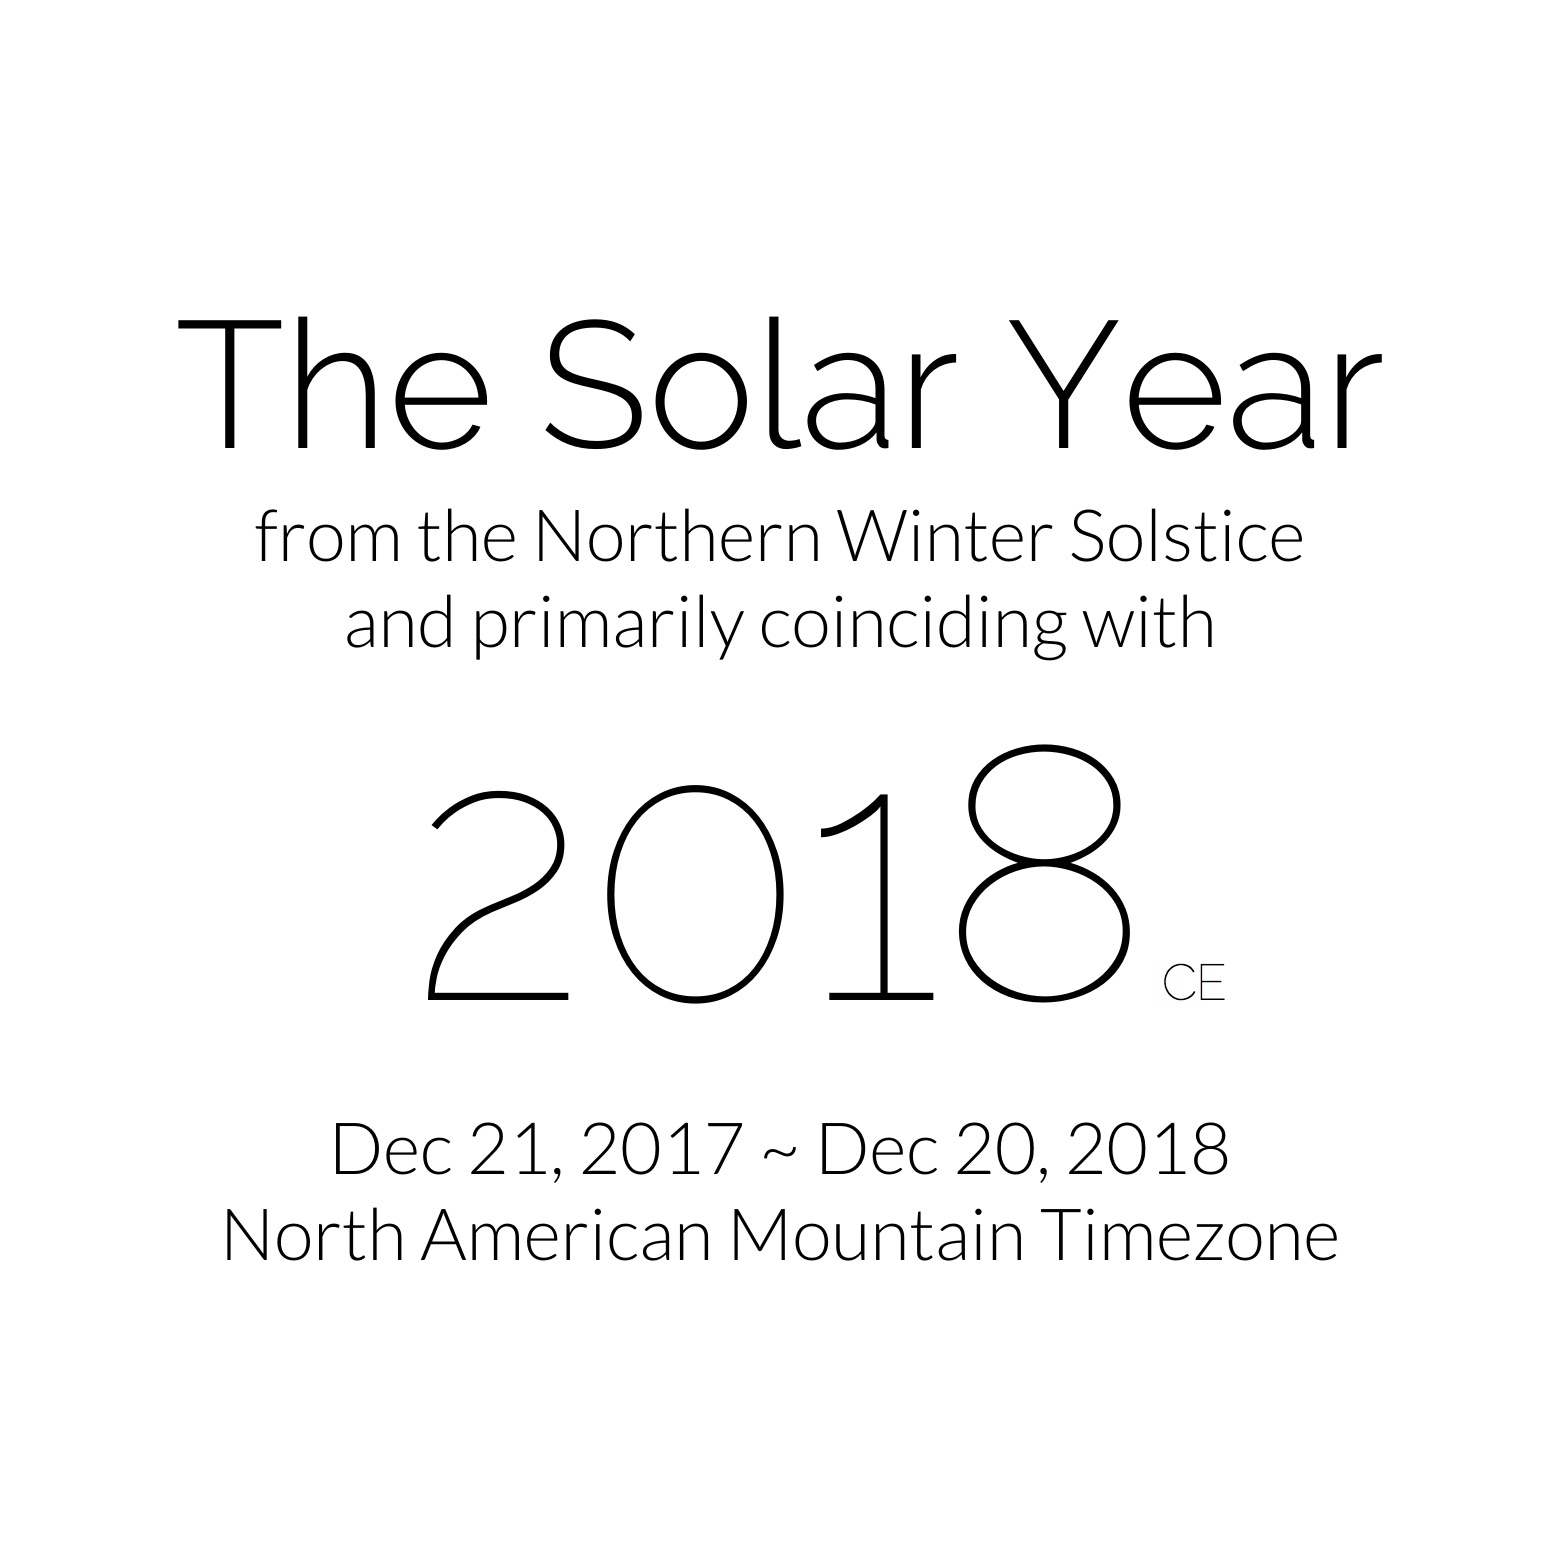 The Solar Year
from the Northern Winter Solstice
and primarily coinciding with
2018 CE
Dec 21, 2017 ~ Dec 20, 2018
North American Mountain Timezone